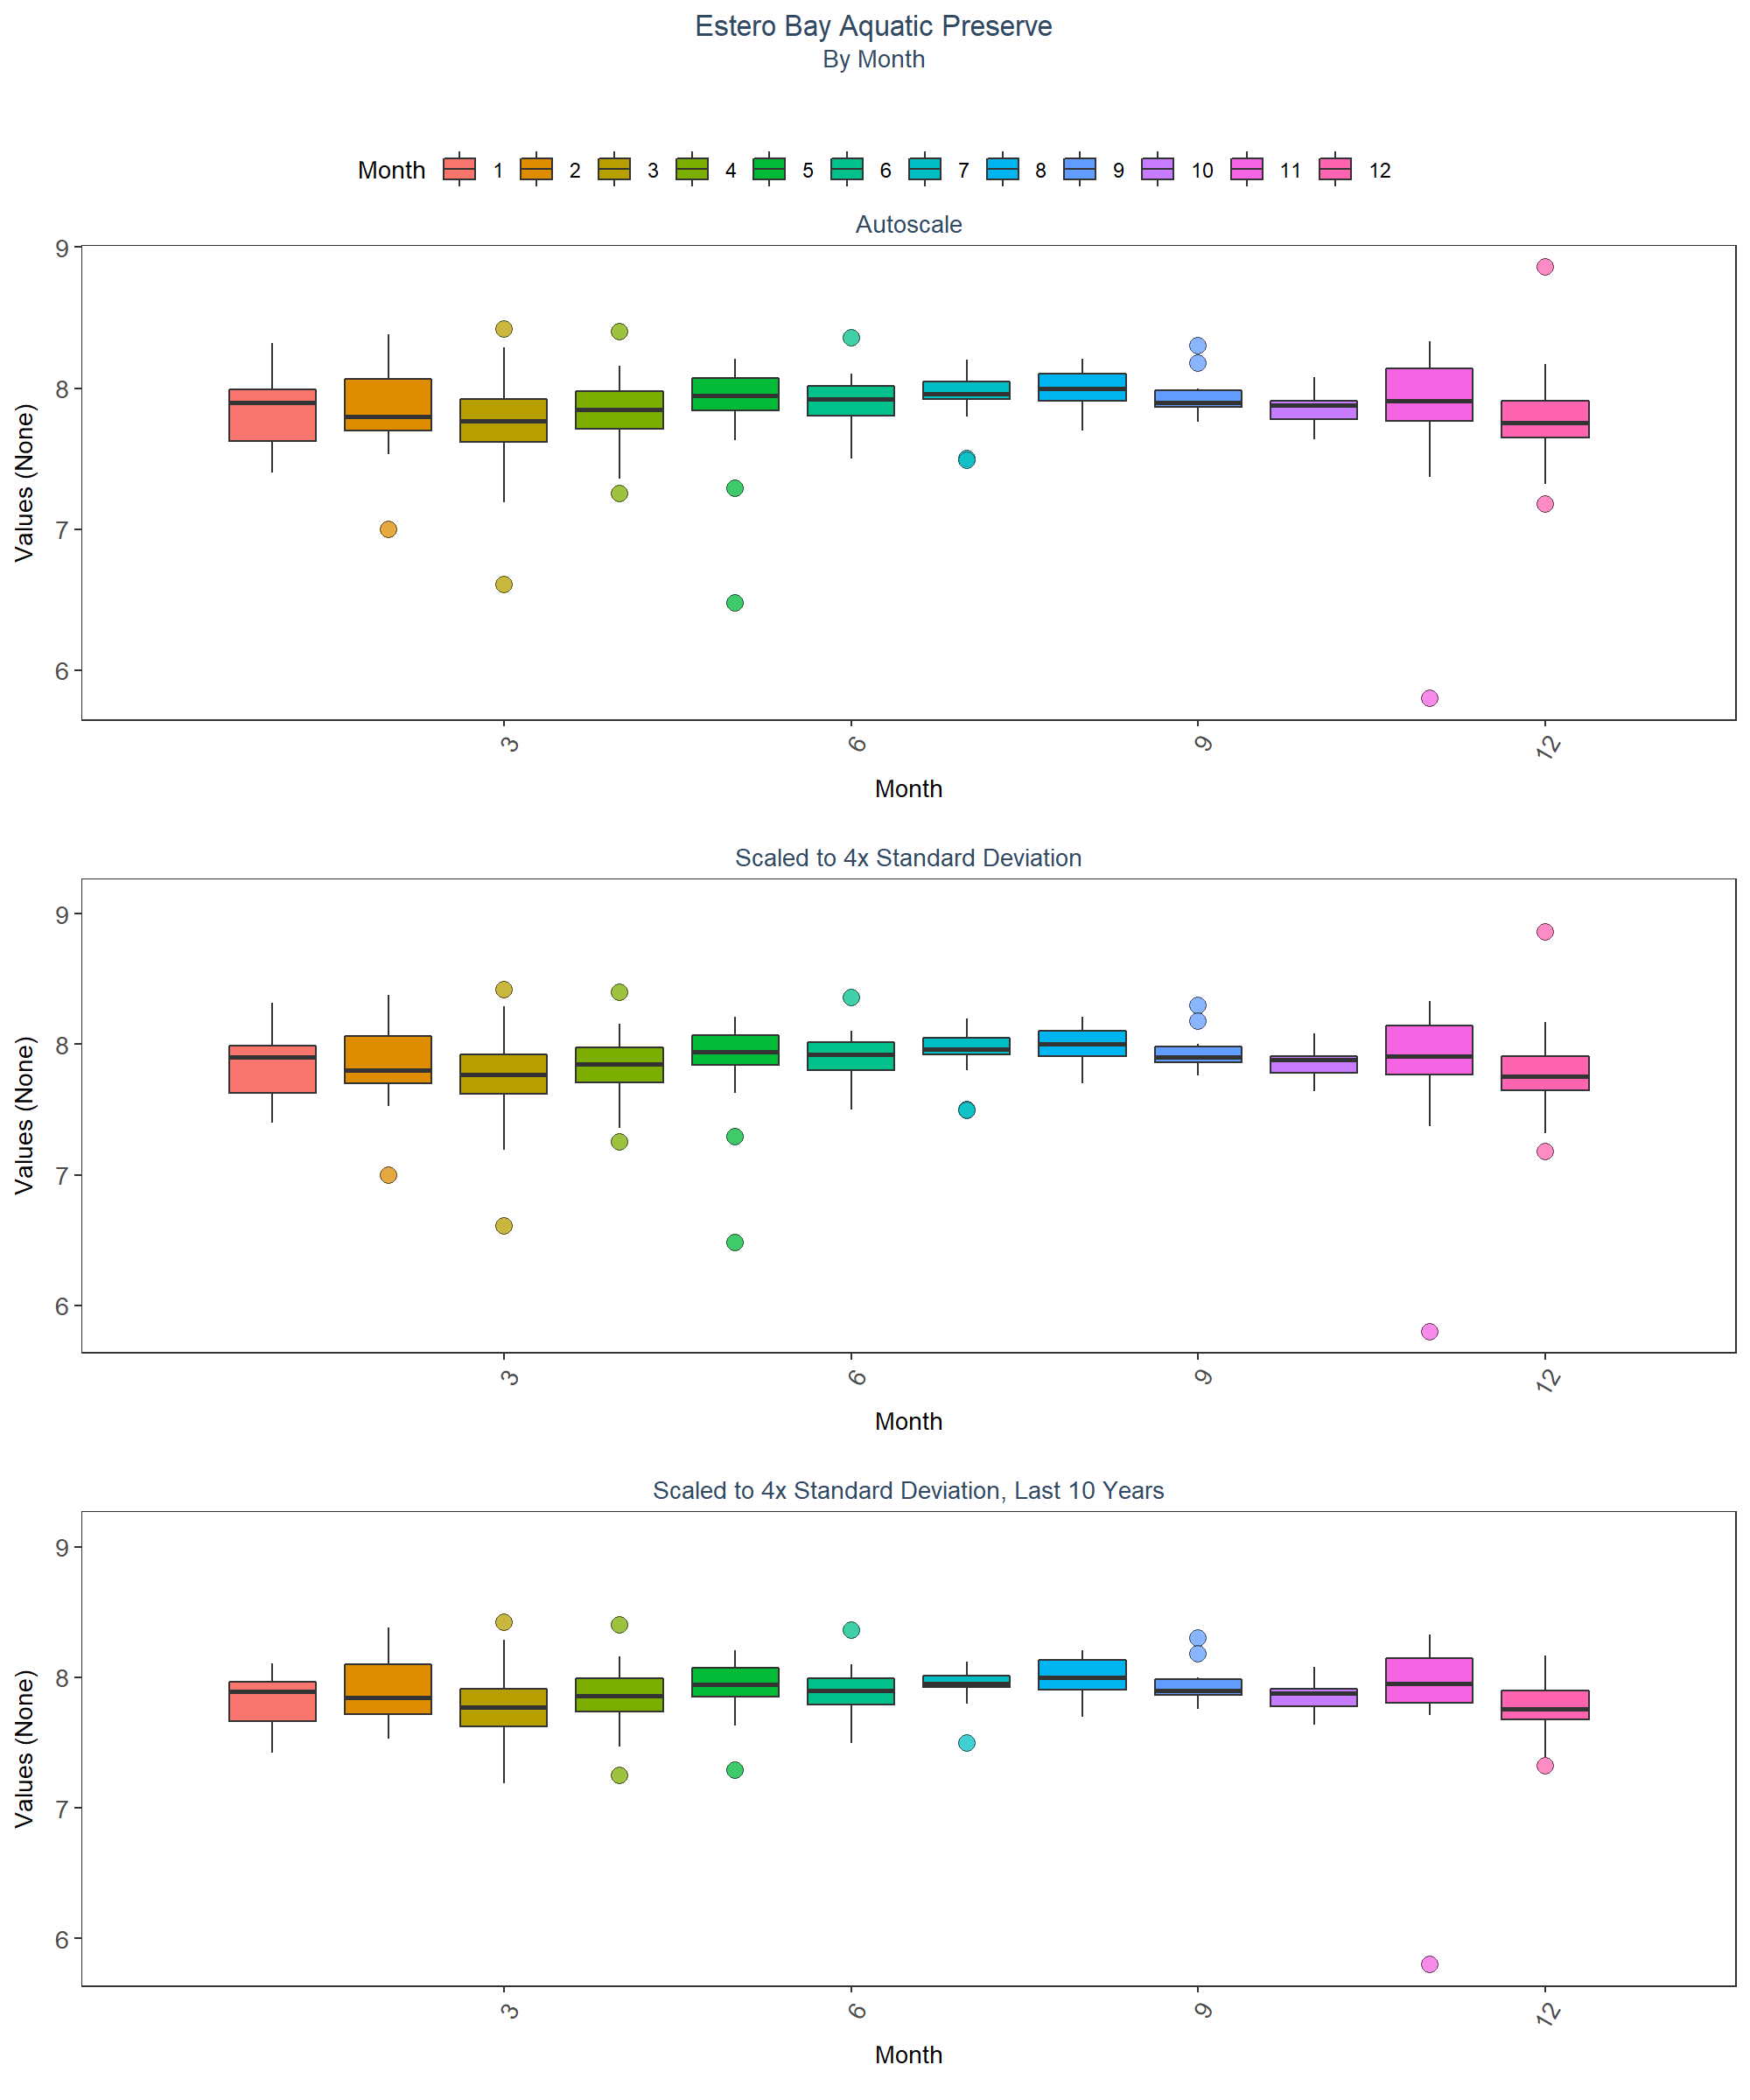 Estero Bay Aquatic Preserve
By Month
Month 1 2 3 4 5 6 7 8 9 10 11 12
Autoscale
Values (None)
9
8
7
6
3 6 9 12
Month
Scaled to 4x Standard Deviation
Values (None)
9
8
7
6
3 6 9 12
Month
Scaled to 4x Standard Deviation, Last 10 Years
Values (None)
9
8
7
6
3 6 9 12
Month